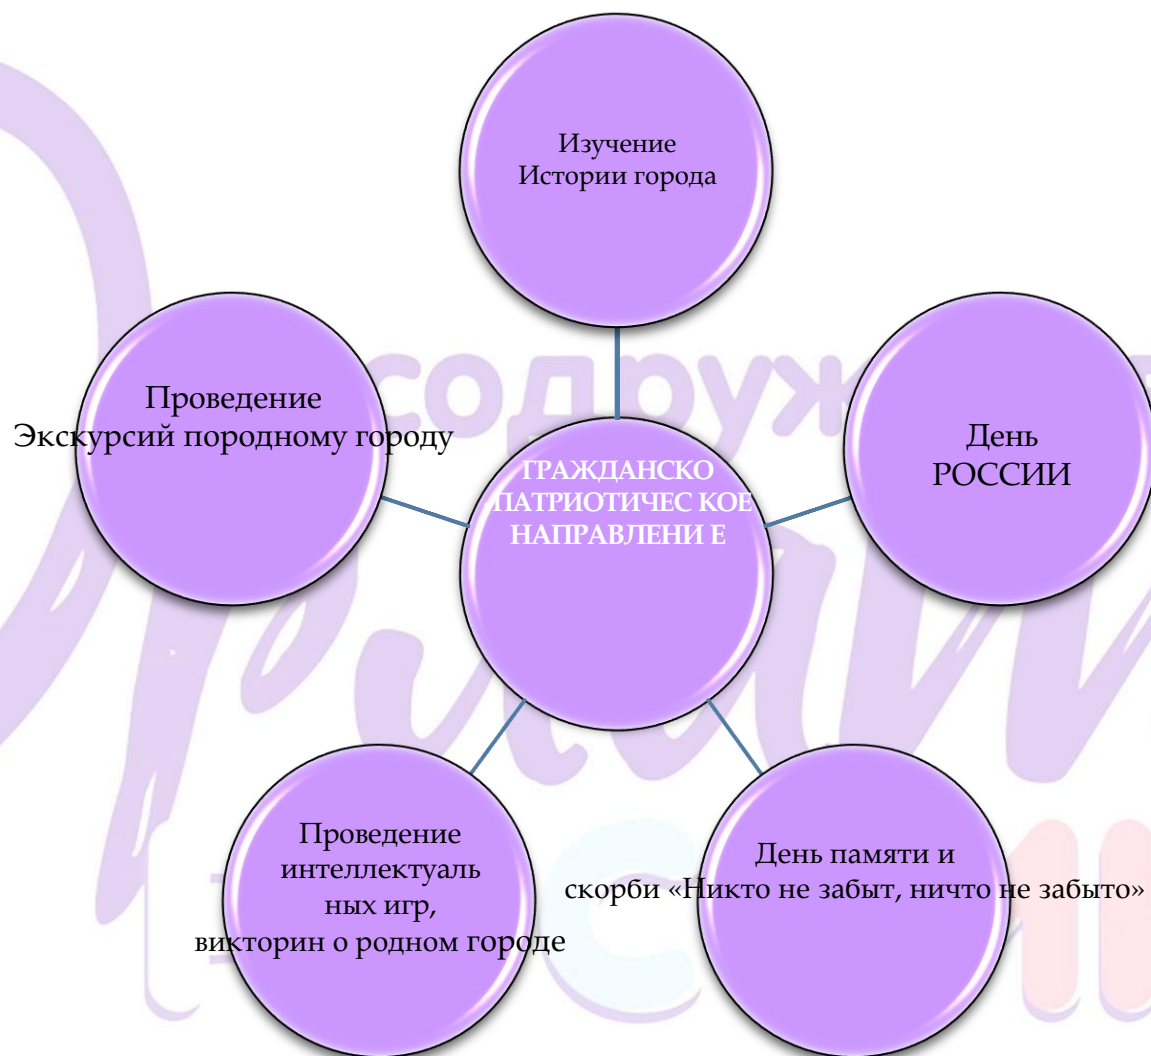 Изучение
Истории города
Проведение
Экскурсий породному городу
День
РОССИИ
ГРАЖДАНСКО
ПАТРИОТИЧЕС КОЕ
НАПРАВЛЕНИ Е
Проведение
интеллектуаль
ных игр,
викторин о родном городе
День памяти и
скорби «Никто не забыт, ничто не забыто»
содруж